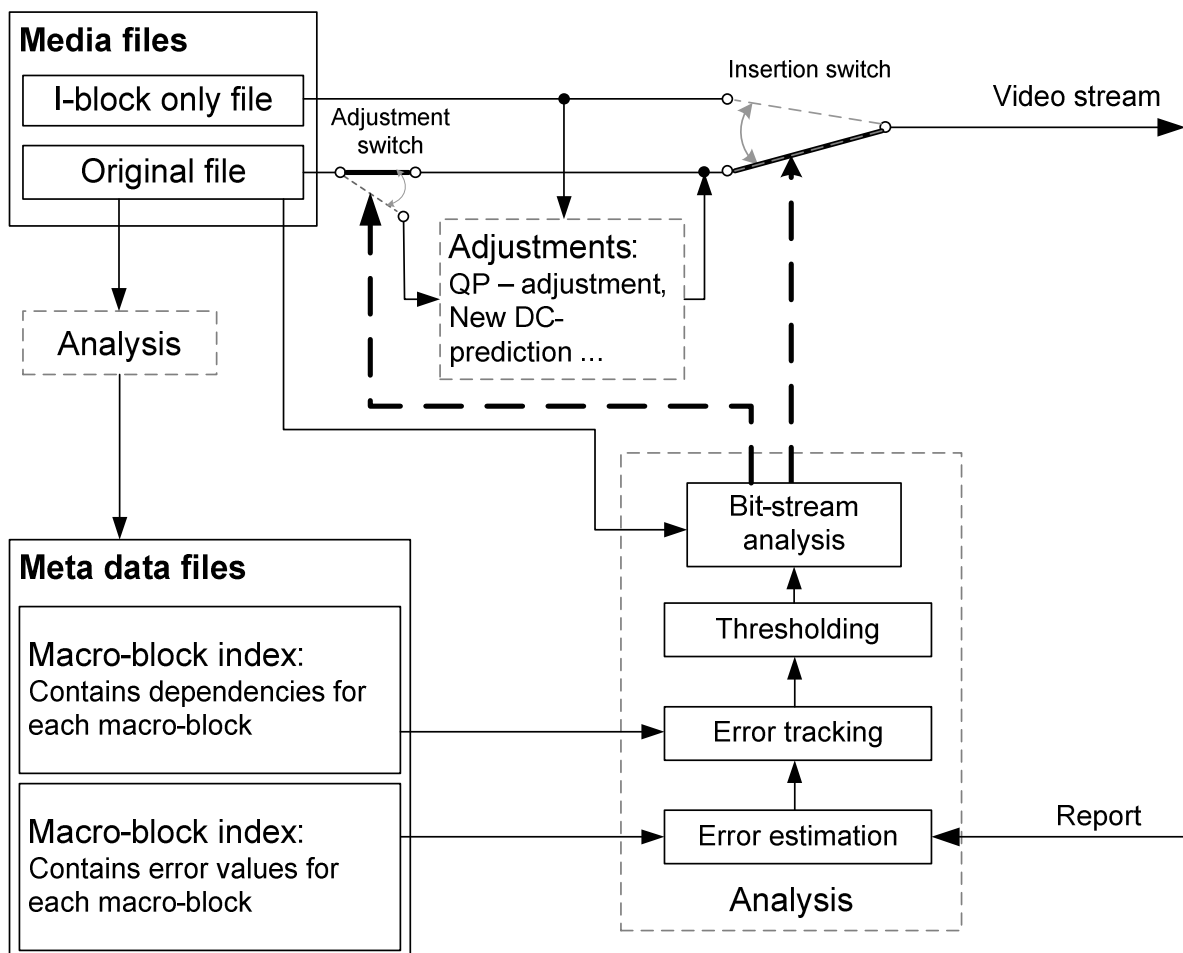 Media files
I-block only file
Original file
Adjustment
switch
Insertion switch
Video stream
Adjustments:
QP – adjustment,
New DC-
prediction ...
Analysis
Meta data files
Macro-block index:
Contains dependencies for
each macro-block
Macro-block index:
Contains error values for
each macro-block
Bit-stream
analysis
Thresholding
Error tracking
Error estimation
Analysis
Report